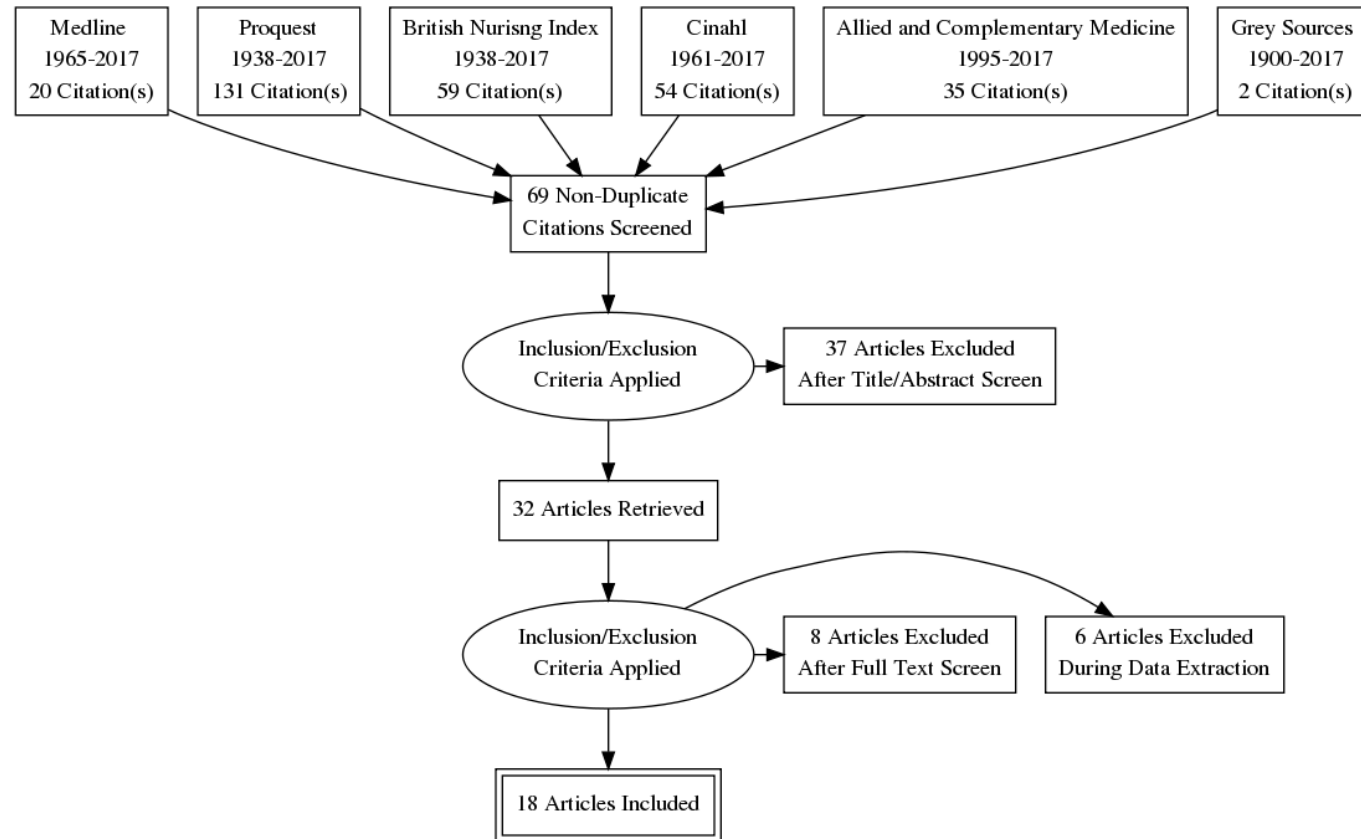 Medline
1965-2017
20 Citation(s)
Proquest
1938-2017
131 Citation(s)
British Nurisng Index
1938-2017
59 Citation(s)
Cinahl
1961-2017
54 Citation(s)
Allied and Complementary Medicine
1995-2017
35 Citation(s)
Grey Sources
1900-2017
2 Citation(s)
69 Non-Duplicate
Citations Screened
Inclusion/Exclusion
Criteria Applied
37 Articles Excluded
After Title/Abstract Screen
32 Articles Retrieved
Inclusion/Exclusion
Criteria Applied
8 Articles Excluded
After Full Text Screen
6 Articles Excluded
During Data Extraction
18 Articles Included